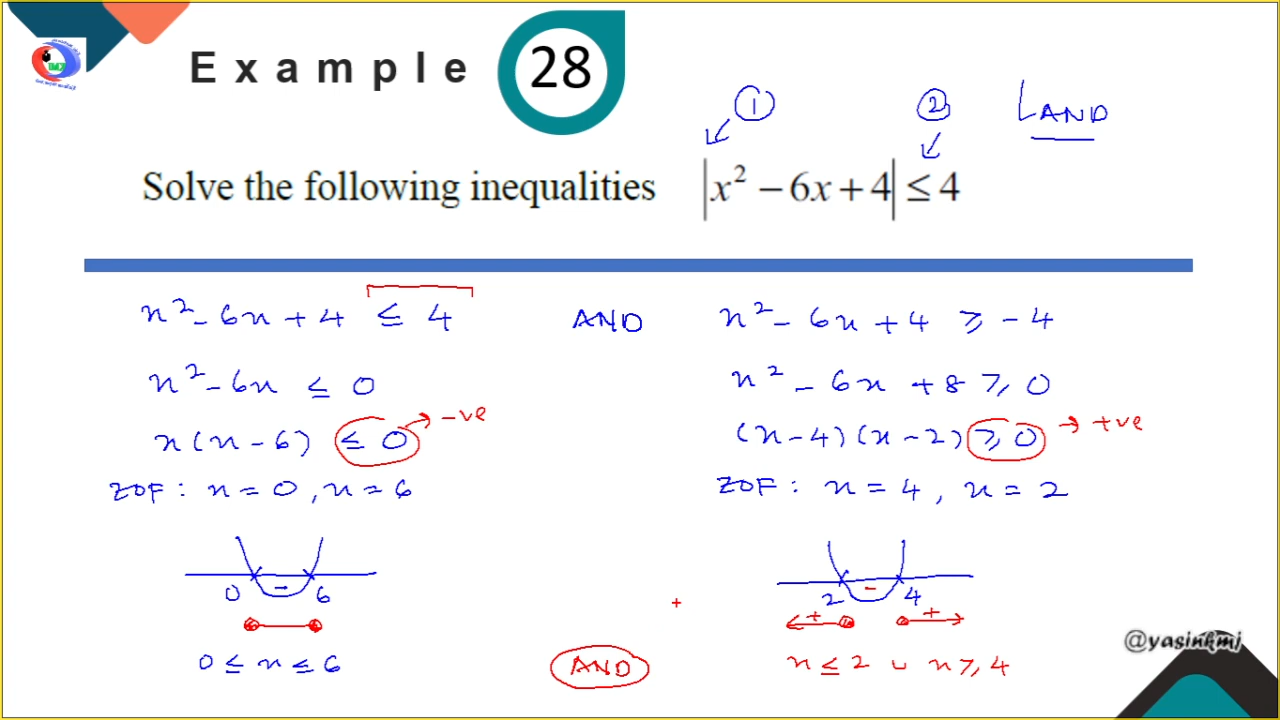 Example 28
① ② LAND
Solve the following inequalities |x² − 6x + 4| ≤ 4
x² - 6x + 4 ≤ 4 AND x² - 6x + 4 ≥ -4
x² - 6x ≤ 0 x² - 6x + 8 ≥ 0
x(x - 6) ≤ 0 → -ve (x - 4)(x - 2) ≥ 0 → +ve
ZOF : x = 0, x = 6 ZOF : x = 4, x = 2
- -
0 6 2 4
+ + +
0 ≤ x ≤ 6 AND x ≤ 2 ∪ x ≥ 4
@yasinkmj